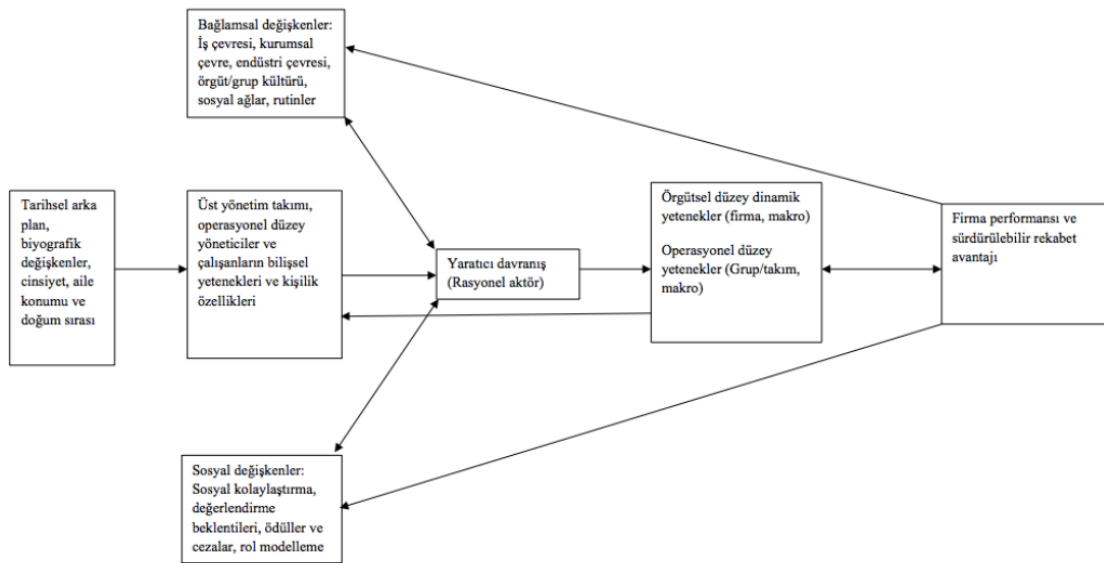 Bağlamsal değişkenler:
İş çevresi, kurumsal
çevre, endüstri çevresi,
örgüt/grup kültürü,
sosyal ağlar, rutinler
Tarihsel arka
plan,
biyografik
değişkenler,
cinsiyet, aile
konumu ve
doğum sırası
Üst yönetim takımı,
operasyonel düzey
yöneticiler ve
çalışanların bilişsel
yetenekleri ve kişilik
özellikleri
Yaratıcı davranış
(Rasyonel aktör)
Örgütsel düzey dinamik
yetenekler (firma, makro)
Operasyonel düzey
yetenekler (Grup/takım,
makro)
Firma performansı ve
sürdürülebilir rekabet
avantajı
Sosyal değişkenler:
Sosyal kolaylaştırma,
değerlendirme
beklentileri, ödüller ve
cezalar, rol modelleme